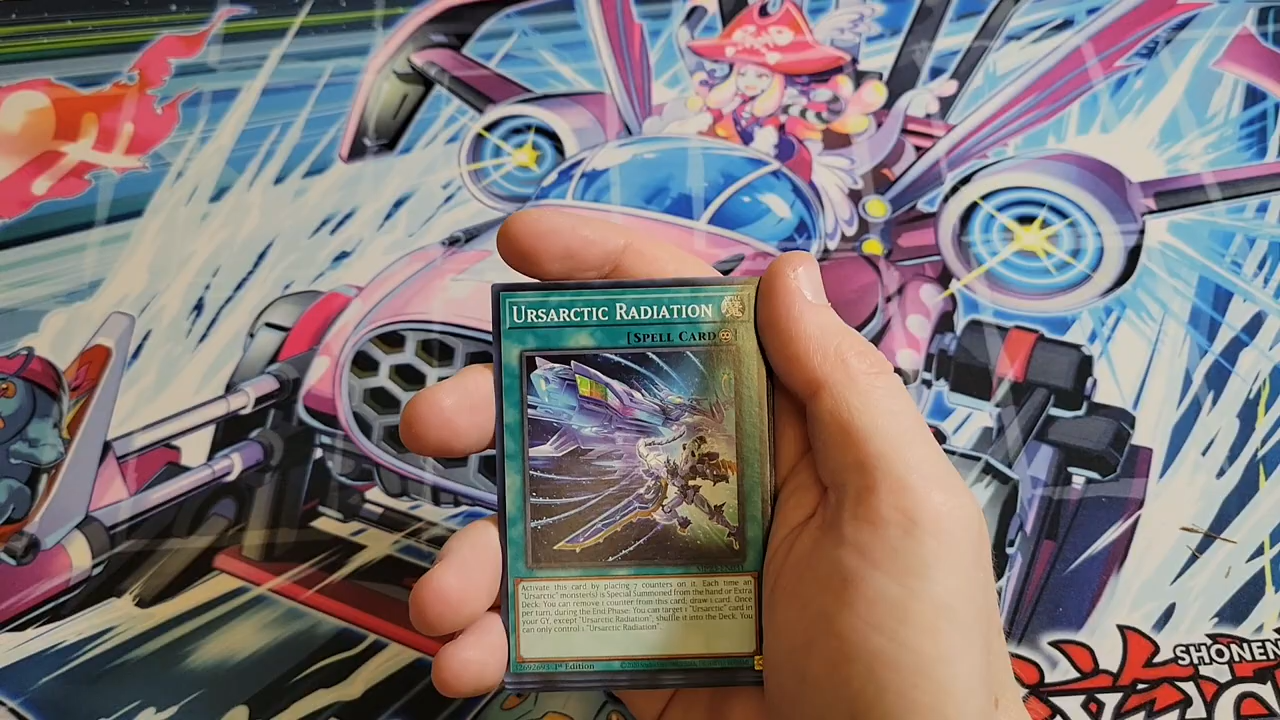 URSARCTIC RADIATION
SPELL
[SPELL CARD]
Activate this card by placing 7 counters on it. Each time an
"Ursarctic" monster(s) is Special Summoned from the hand or Extra
Deck: You can remove 1 counter from this card; draw 1 card. Once
per turn, during the End Phase: You can target 1 "Ursarctic" card in
your GY, except "Ursarctic Radiation"; shuffle it into the Deck. You
can only control 1 "Ursarctic Radiation".
32692693 1st Edition
SHONEN